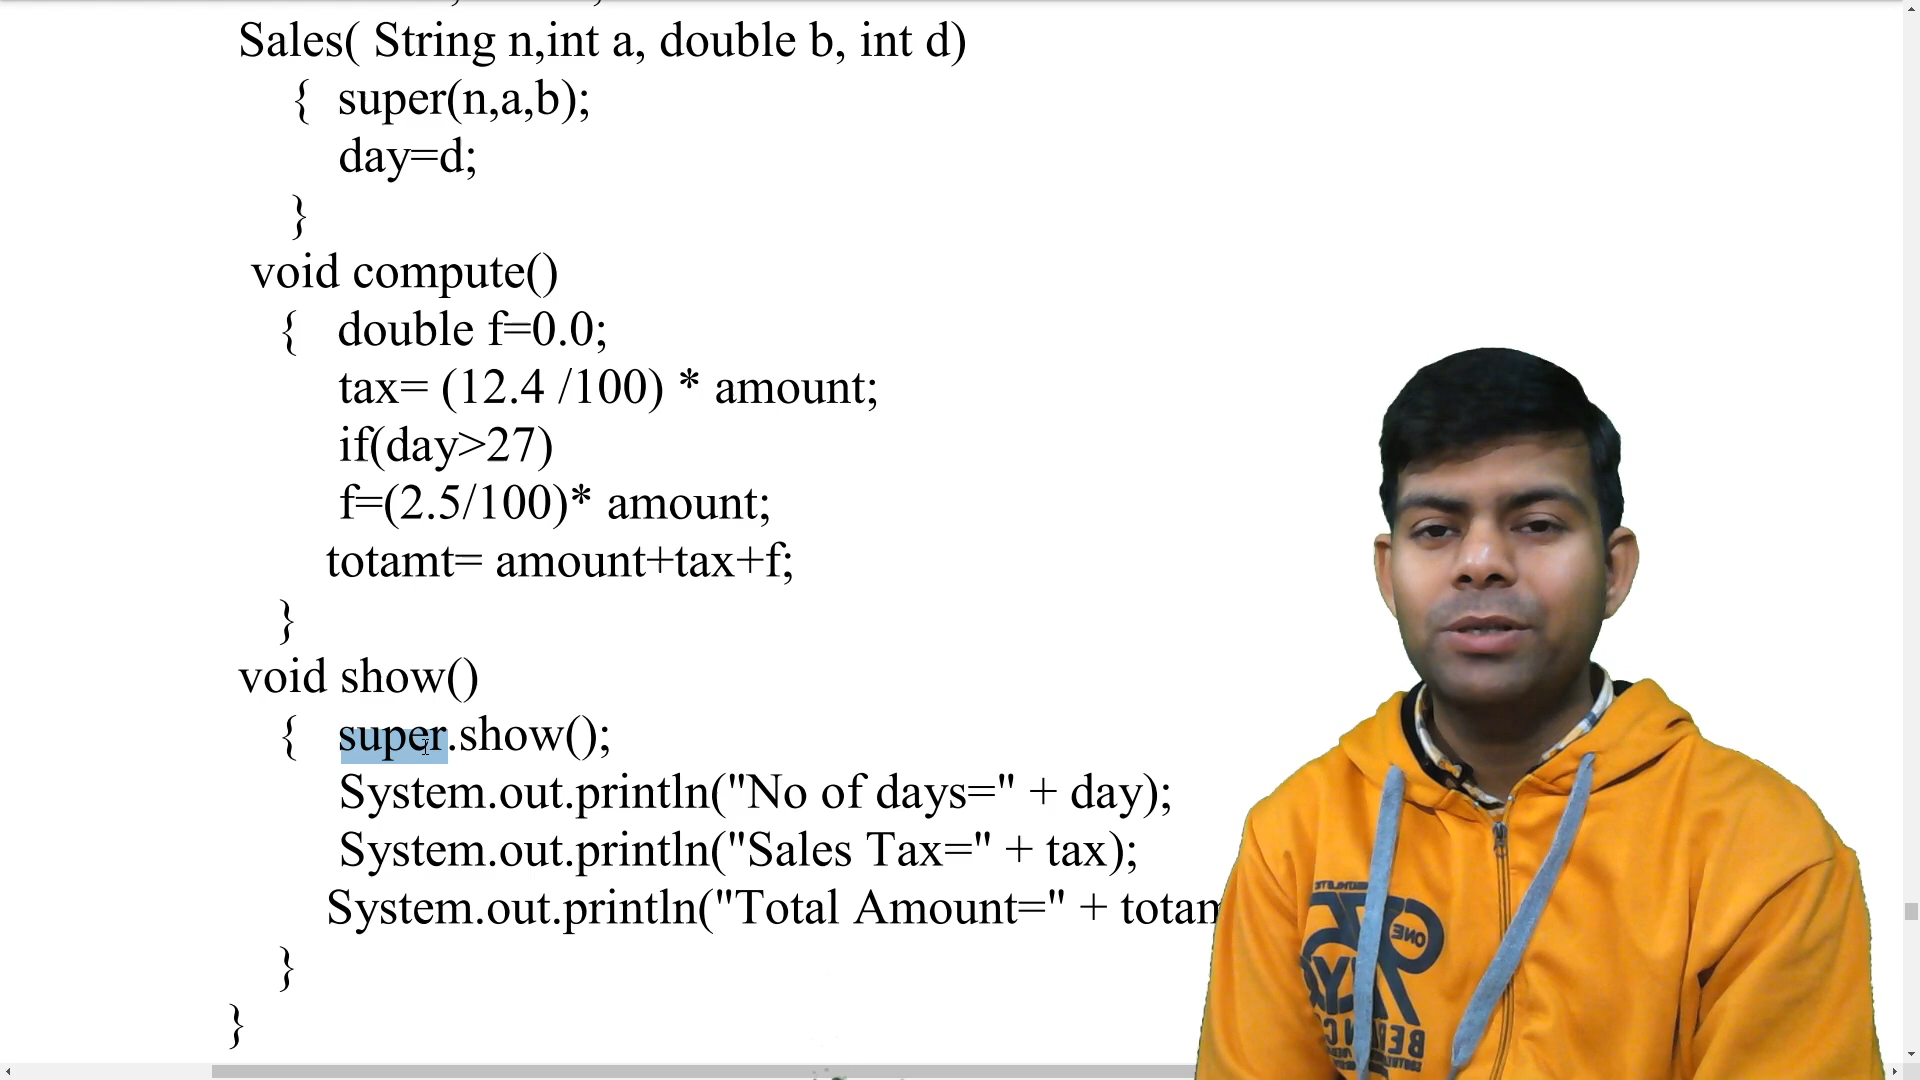 Sales( String n,int a, double b, int d)
{ super(n,a,b);
day=d;
}
void compute()
{ double f=0.0;
tax= (12.4 /100) * amount;
if(day>27)
f=(2.5/100)* amount;
totamt= amount+tax+f;
}
void show()
{ super.show();
System.out.println("No of days=" + day);
System.out.println("Sales Tax=" + tax);
System.out.println("Total Amount=" +
}
}
ONE